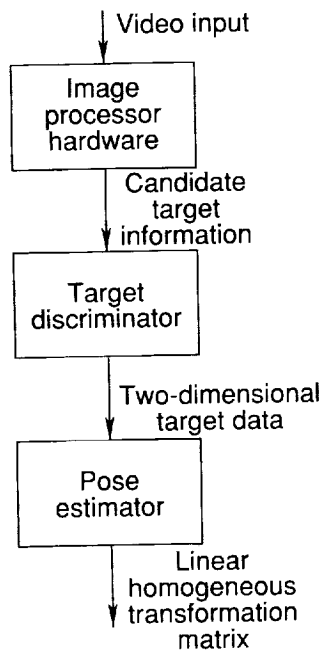 Video input
Image
processor
hardware
Candidate
target
information
Target
discriminator
Two-dimensional
target data
Pose
estimator
Linear
homogeneous
transformation
matrix